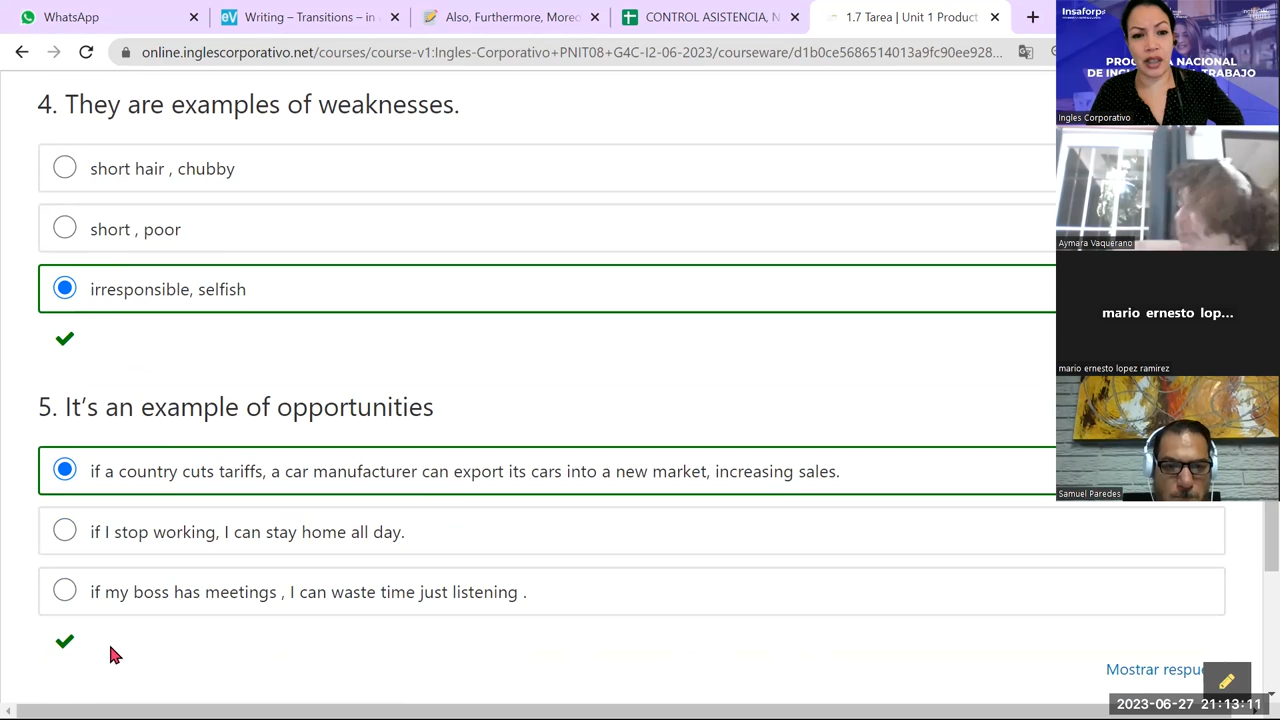 WhatsApp
Writing – Transitions
Also, Furthermore,
CONTROL ASISTENCIA, N
1.7 Tarea | Unit 1 Product
online.inglescorporativo.net/courses/course-v1:Ingles-Corporativo+PNIT08+G4C-I2-06-2023/courseware/d1b0ce5686514013a9fc90ee928...
Insaforp
NACIONAL
DE
TRABAJO
Ingles Corporativo
4. They are examples of weaknesses.
short hair , chubby
short , poor
Aymara Vaquerano
irresponsible, selfish
mario ernesto lop...
mario ernesto lopez ramirez
5. It’s an example of opportunities
if a country cuts tariffs, a car manufacturer can export its cars into a new market, increasing sales.
Samuel Paredes
if I stop working, I can stay home all day.
if my boss has meetings , I can waste time just listening .
Mostrar respu
2023-06-27 21:13:11